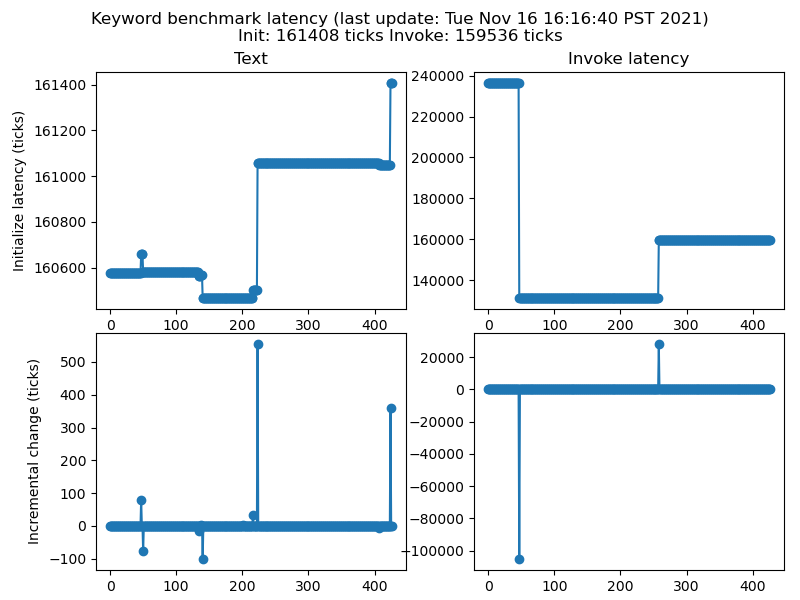 Keyword benchmark latency (last update: Tue Nov 16 16:16:40 PST 2021)
Init: 161408 ticks Invoke: 159536 ticks
Text
Invoke latency
Initialize latency (ticks)
161400
161200
161000
160800
160600
0 100 200 300 400
240000
220000
200000
180000
160000
140000
0 100 200 300 400
Incremental change (ticks)
500
400
300
200
100
0
−100
0 100 200 300 400
20000
0
−20000
−40000
−60000
−80000
−100000
0 100 200 300 400